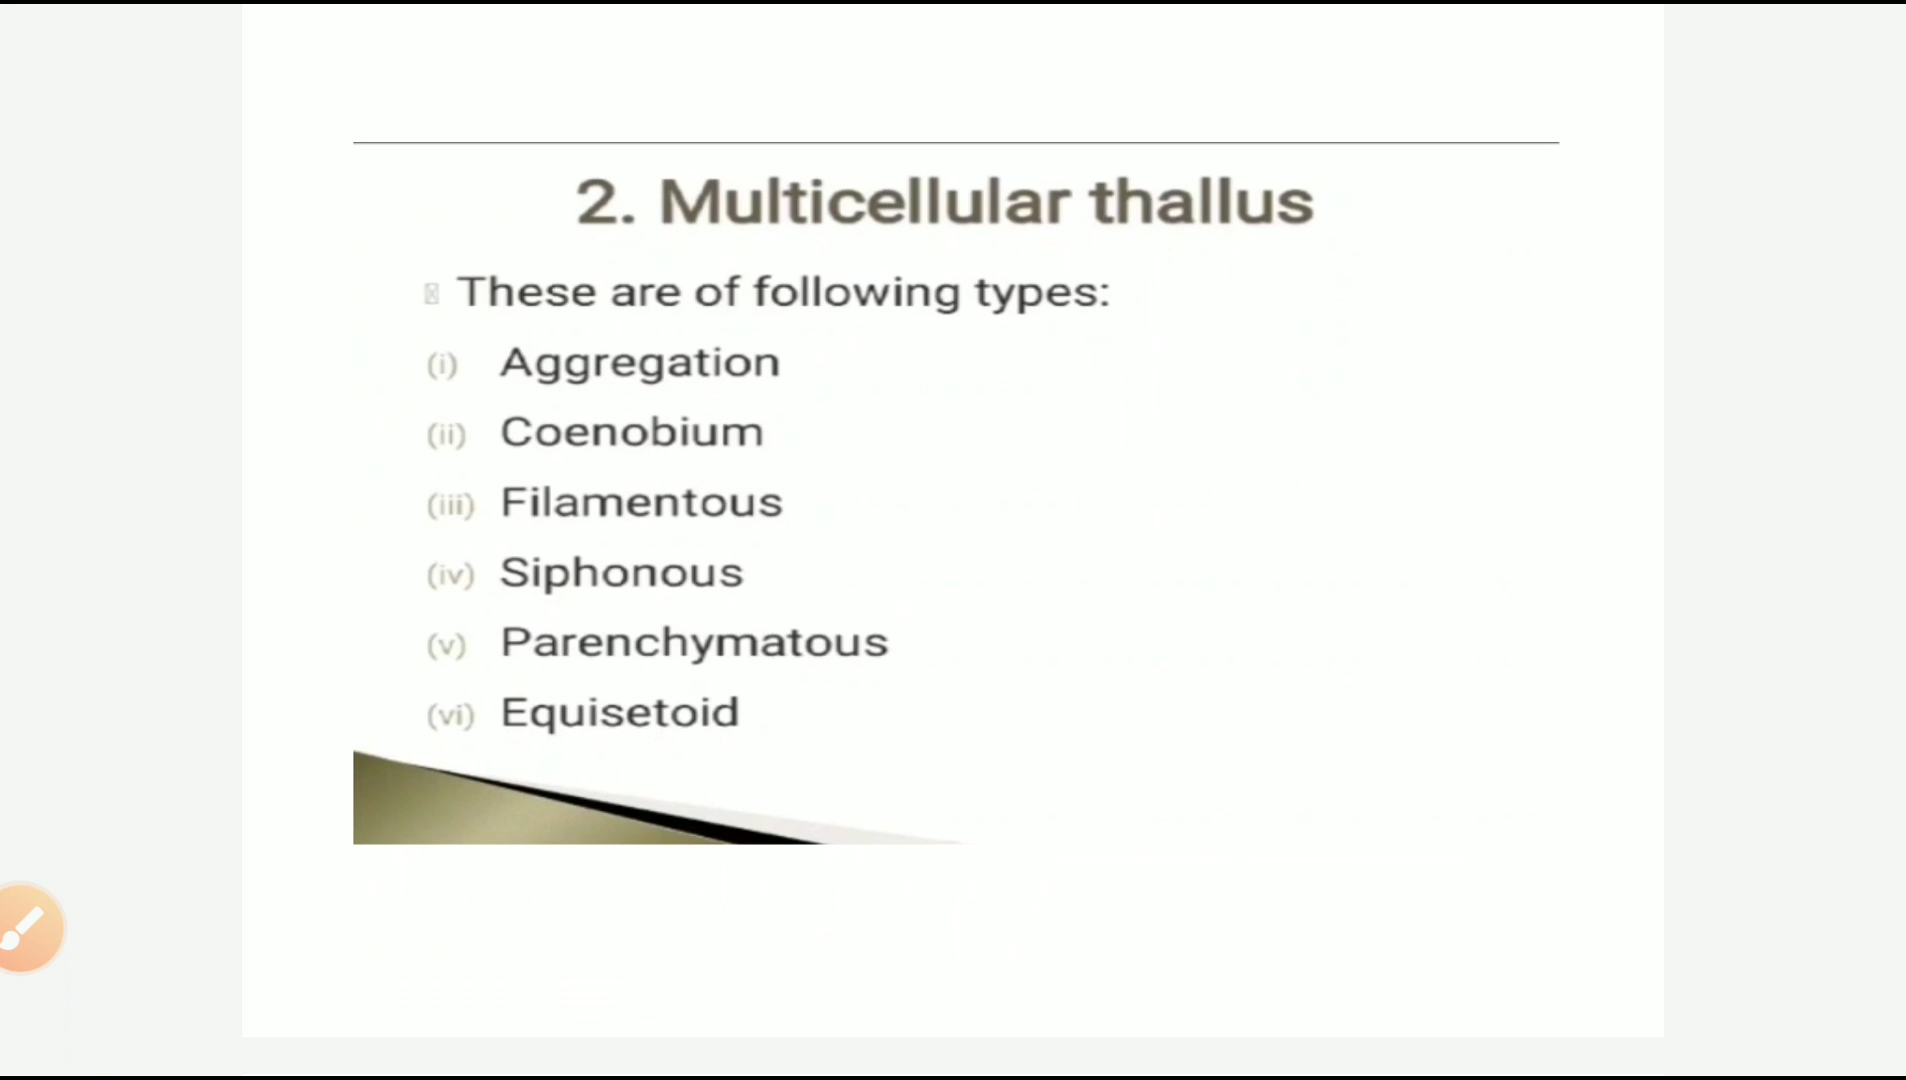 2. Multicellular thallus
These are of following types:
(i) Aggregation
(ii) Coenobium
(iii) Filamentous
(iv) Siphonous
(v) Parenchymatous
(vi) Equisetoid